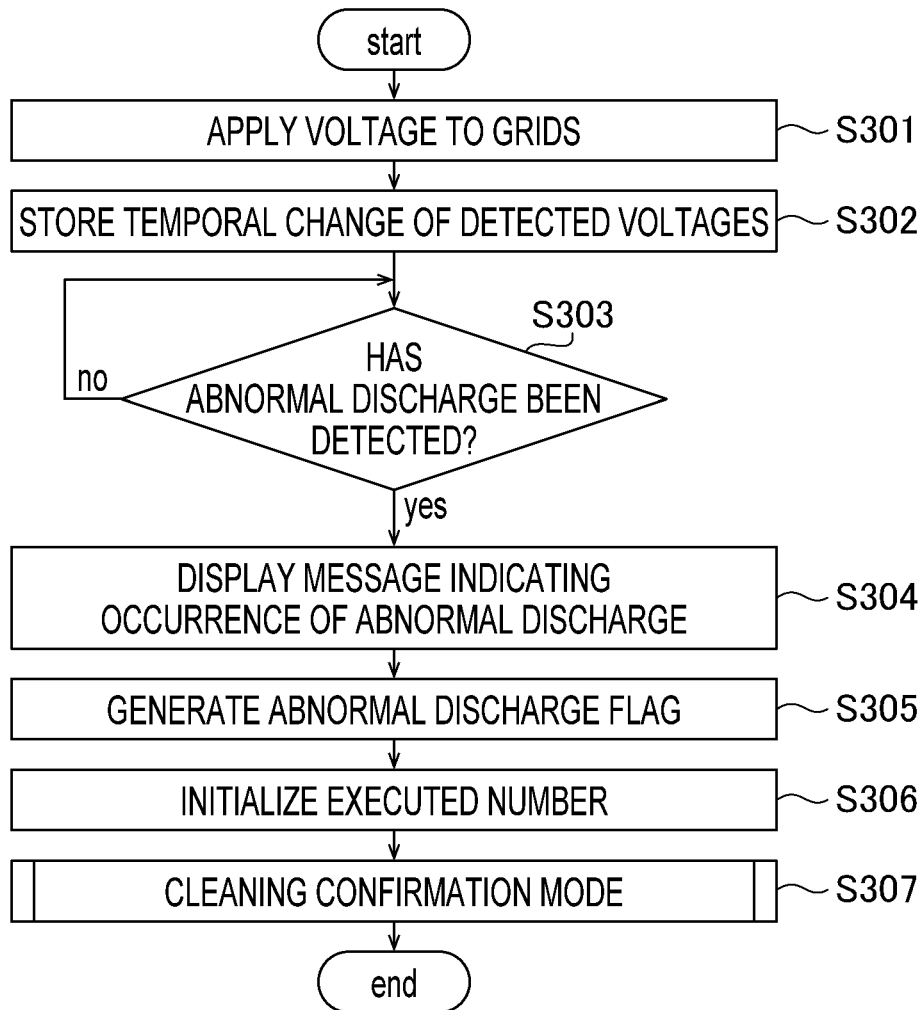 start
APPLY VOLTAGE TO GRIDS
S301
STORE TEMPORAL CHANGE OF DETECTED VOLTAGES
S302
S303
HAS
ABNORMAL DISCHARGE BEEN
DETECTED?
no
yes
DISPLAY MESSAGE INDICATING
OCCURRENCE OF ABNORMAL DISCHARGE
S304
GENERATE ABNORMAL DISCHARGE FLAG
S305
INITIALIZE EXECUTED NUMBER
S306
CLEANING CONFIRMATION MODE
S307
end